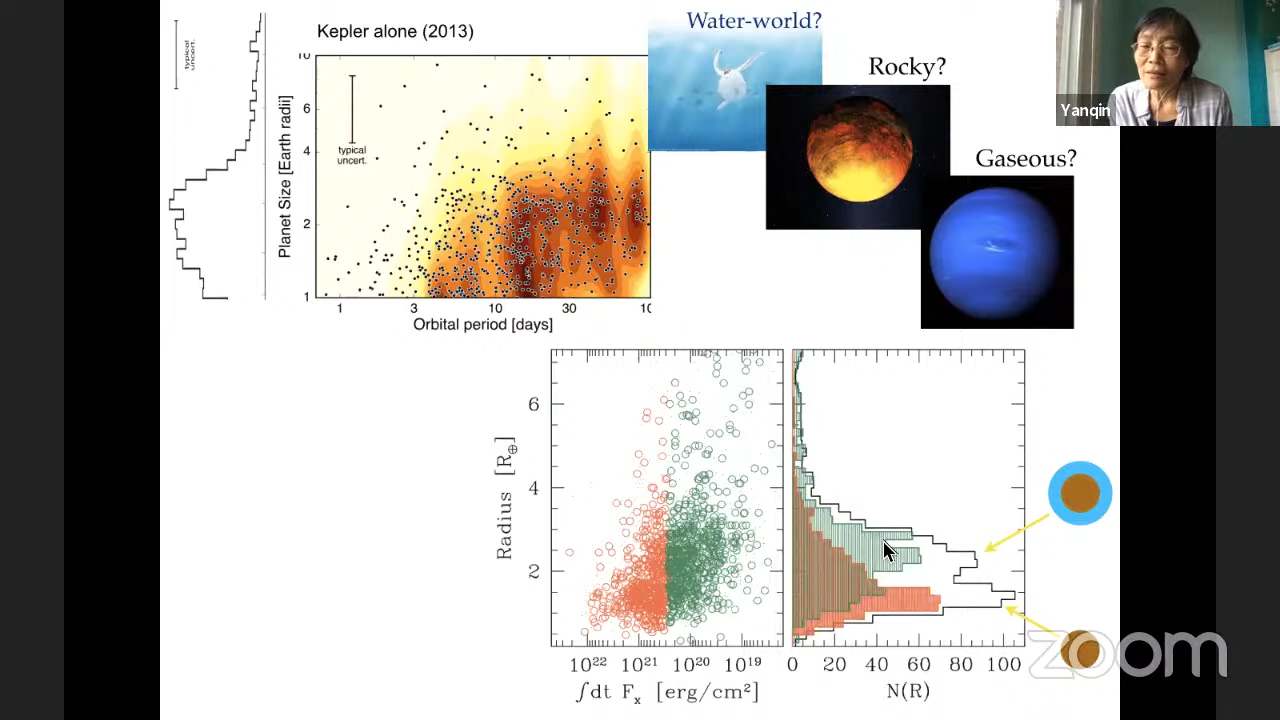 typical
uncert.
Kepler alone (2013)
Water-world?
Rocky?
Gaseous?
Yanqin
typical
uncert.
Planet Size [Earth radii]
10
6
4
2
1
1
3
10
30
10
Orbital period [days]
Radius [R⊕]
6
4
2
10²² 10²¹ 10²⁰ 10¹⁹
∫dt Fₓ [erg/cm²]
0 20 40 60 80 100
N(R)
zoom